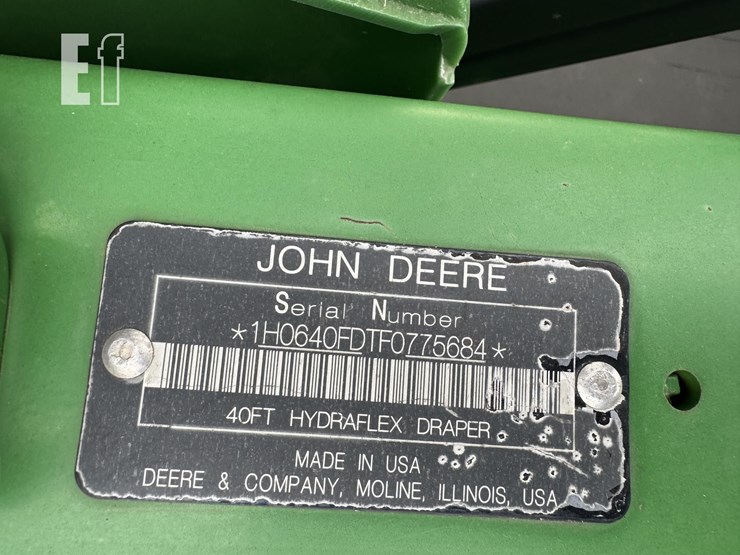 Ef
JOHN DEERE
Serial Number
*1H0640FDTF0775684*
40FT HYDRAFLEX DRAPER
MADE IN USA
DEERE & COMPANY, MOLINE, ILLINOIS, USA